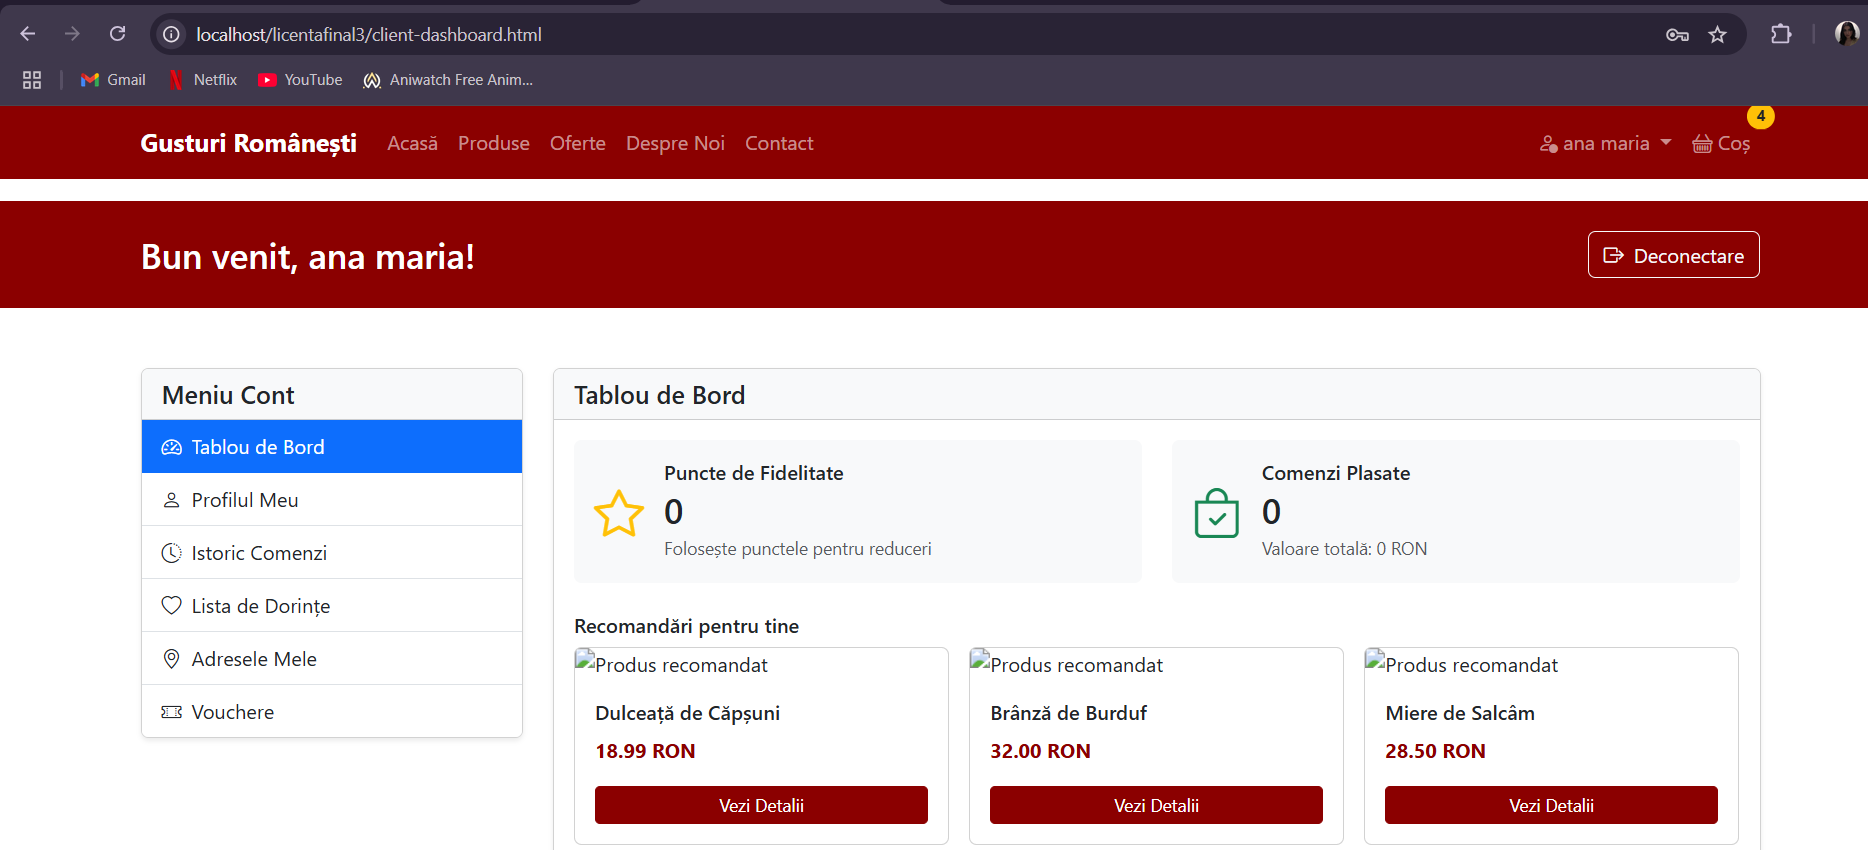 localhost/licentafinal3/client-dashboard.html
Gmail Netflix YouTube Aniwatch Free Anim...
4
Gusturi Românești Acasă Produse Oferte Despre Noi Contact ana maria Coș
Bun venit, ana maria! Deconectare
Meniu Cont
Tablou de Bord
Profilul Meu
Istoric Comenzi
Lista de Dorințe
Adresele Mele
Vouchere
Tablou de Bord
Puncte de Fidelitate
0
Folosește punctele pentru reduceri
Comenzi Plasate
0
Valoare totală: 0 RON
Recomandări pentru tine
Produs recomandat
Dulceață de Căpșuni
18.99 RON
Vezi Detalii
Produs recomandat
Brânză de Burduf
32.00 RON
Vezi Detalii
Produs recomandat
Miere de Salcâm
28.50 RON
Vezi Detalii